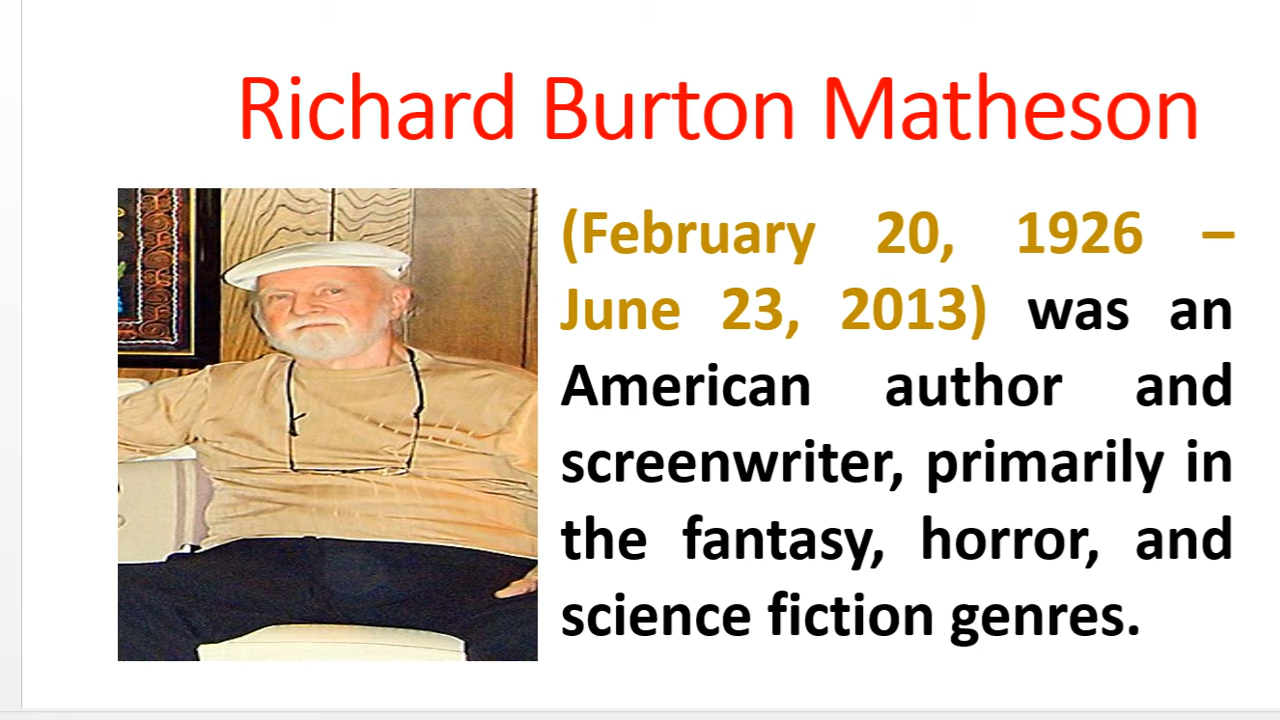 Richard Burton Matheson
(February 20, 1926 –
June 23, 2013) was an
American author and
screenwriter, primarily in
the fantasy, horror, and
science fiction genres.